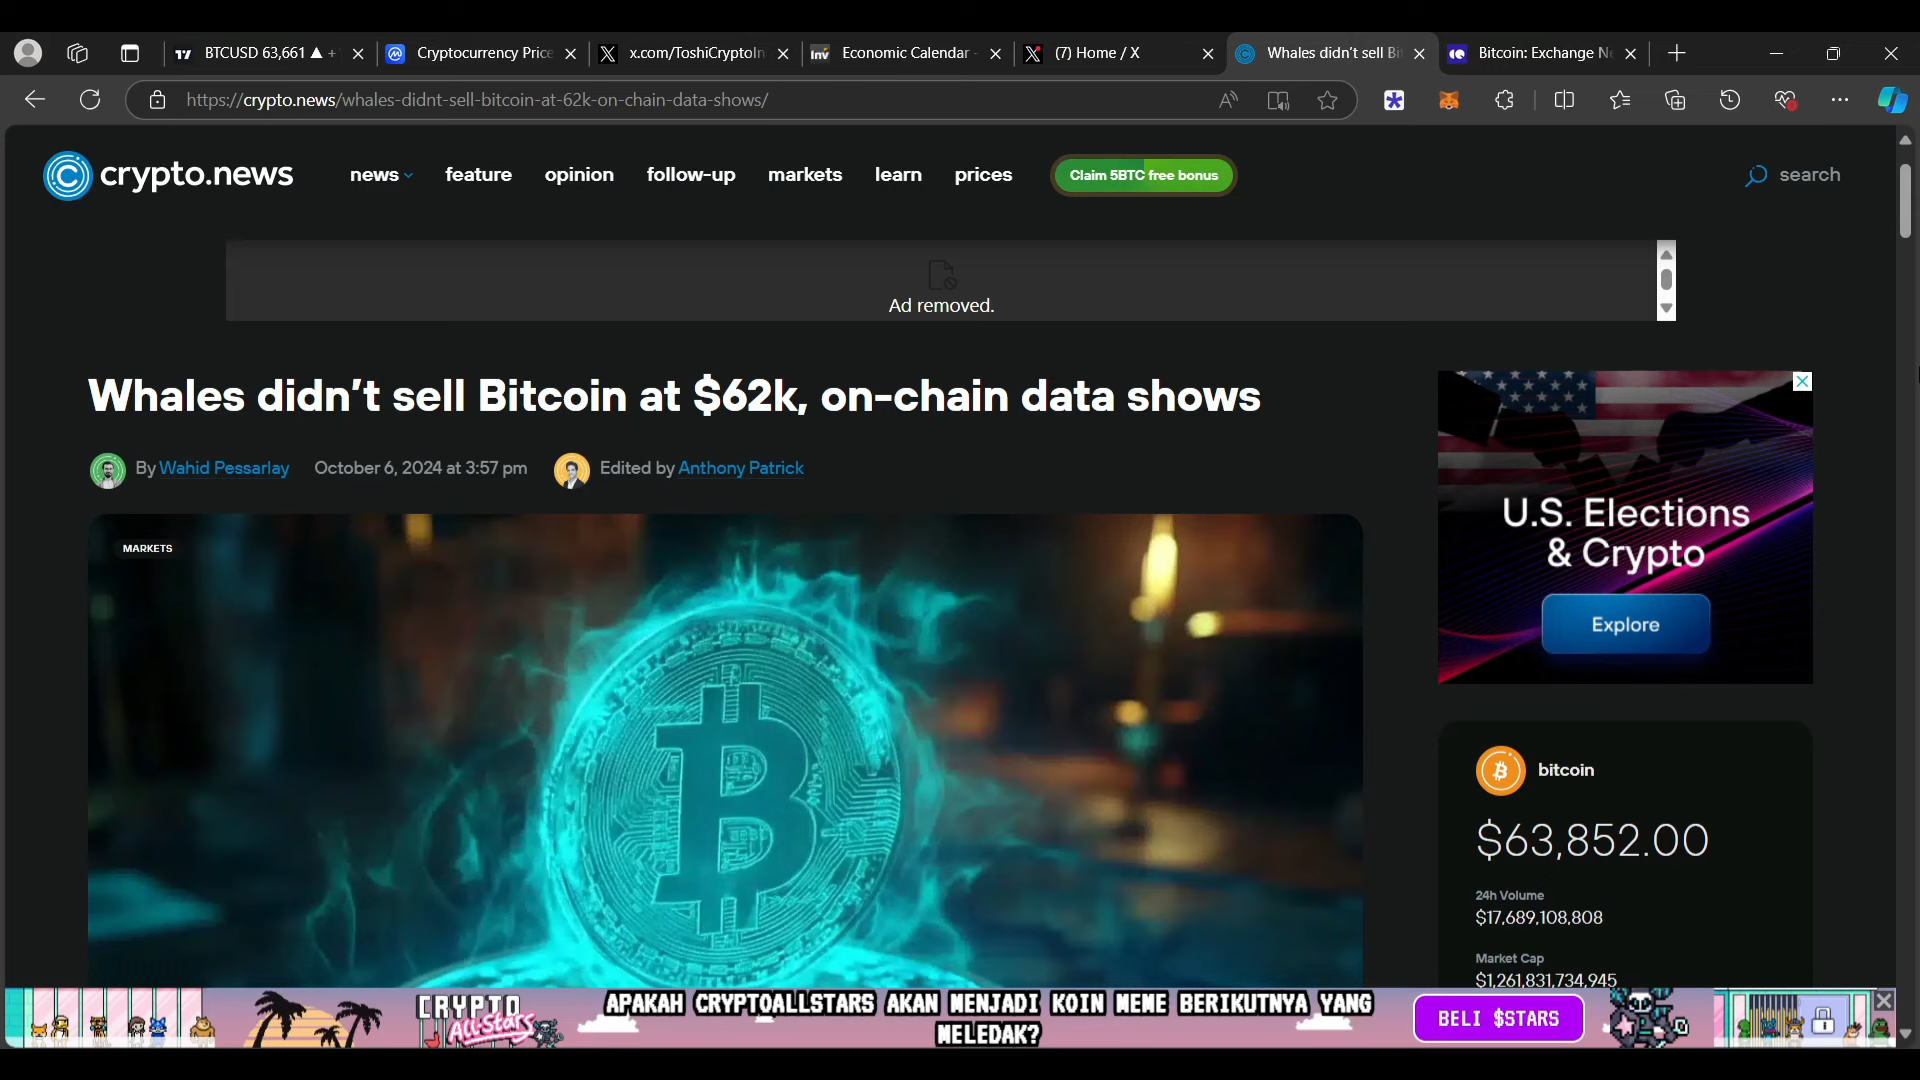 BTCUSD 63,661 ▲ +
Cryptocurrency Price
x.com/ToshiCryptoIn
Economic Calendar -
(7) Home / X
Whales didn't sell Bi
Bitcoin: Exchange Ne
https://crypto.news/whales-didnt-sell-bitcoin-at-62k-on-chain-data-shows/
crypto.news
news
feature
opinion
follow-up
markets
learn
prices
Claim 5BTC free bonus
search
Ad removed.
Whales didn't sell Bitcoin at $62k, on-chain data shows
By Wahid Pessarlay
October 6, 2024 at 3:57 pm
Edited by Anthony Patrick
MARKETS
U.S. Elections
& Crypto
Explore
bitcoin
$63,852.00
24h Volume
$17,689,108,808
Market Cap
$1,261,831,734,945
CRYPTO
All-Stars
APAKAH CRYPTOALLSTARS AKAN MENJADI KOIN MEME BERIKUTNYA YANG
MELEDAK?
BELI $STARS